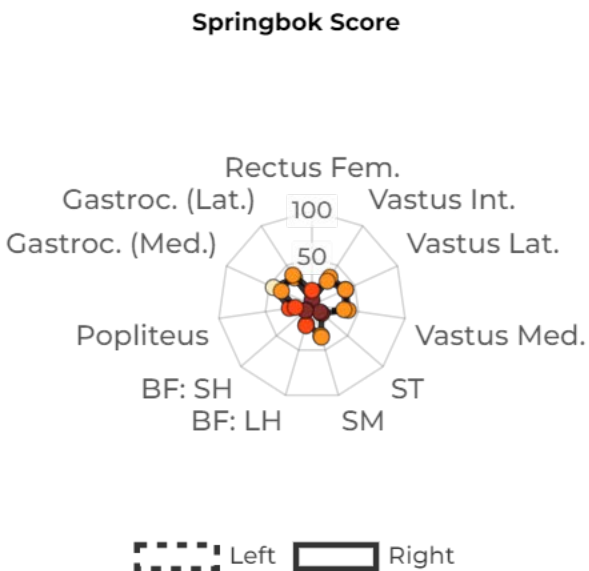 Springbok Score
Rectus Fem.
Gastroc. (Lat.)
100
Vastus Int.
Gastroc. (Med.)
50
Vastus Lat.
Popliteus
Vastus Med.
BF: SH
ST
BF: LH
SM
Left
Right